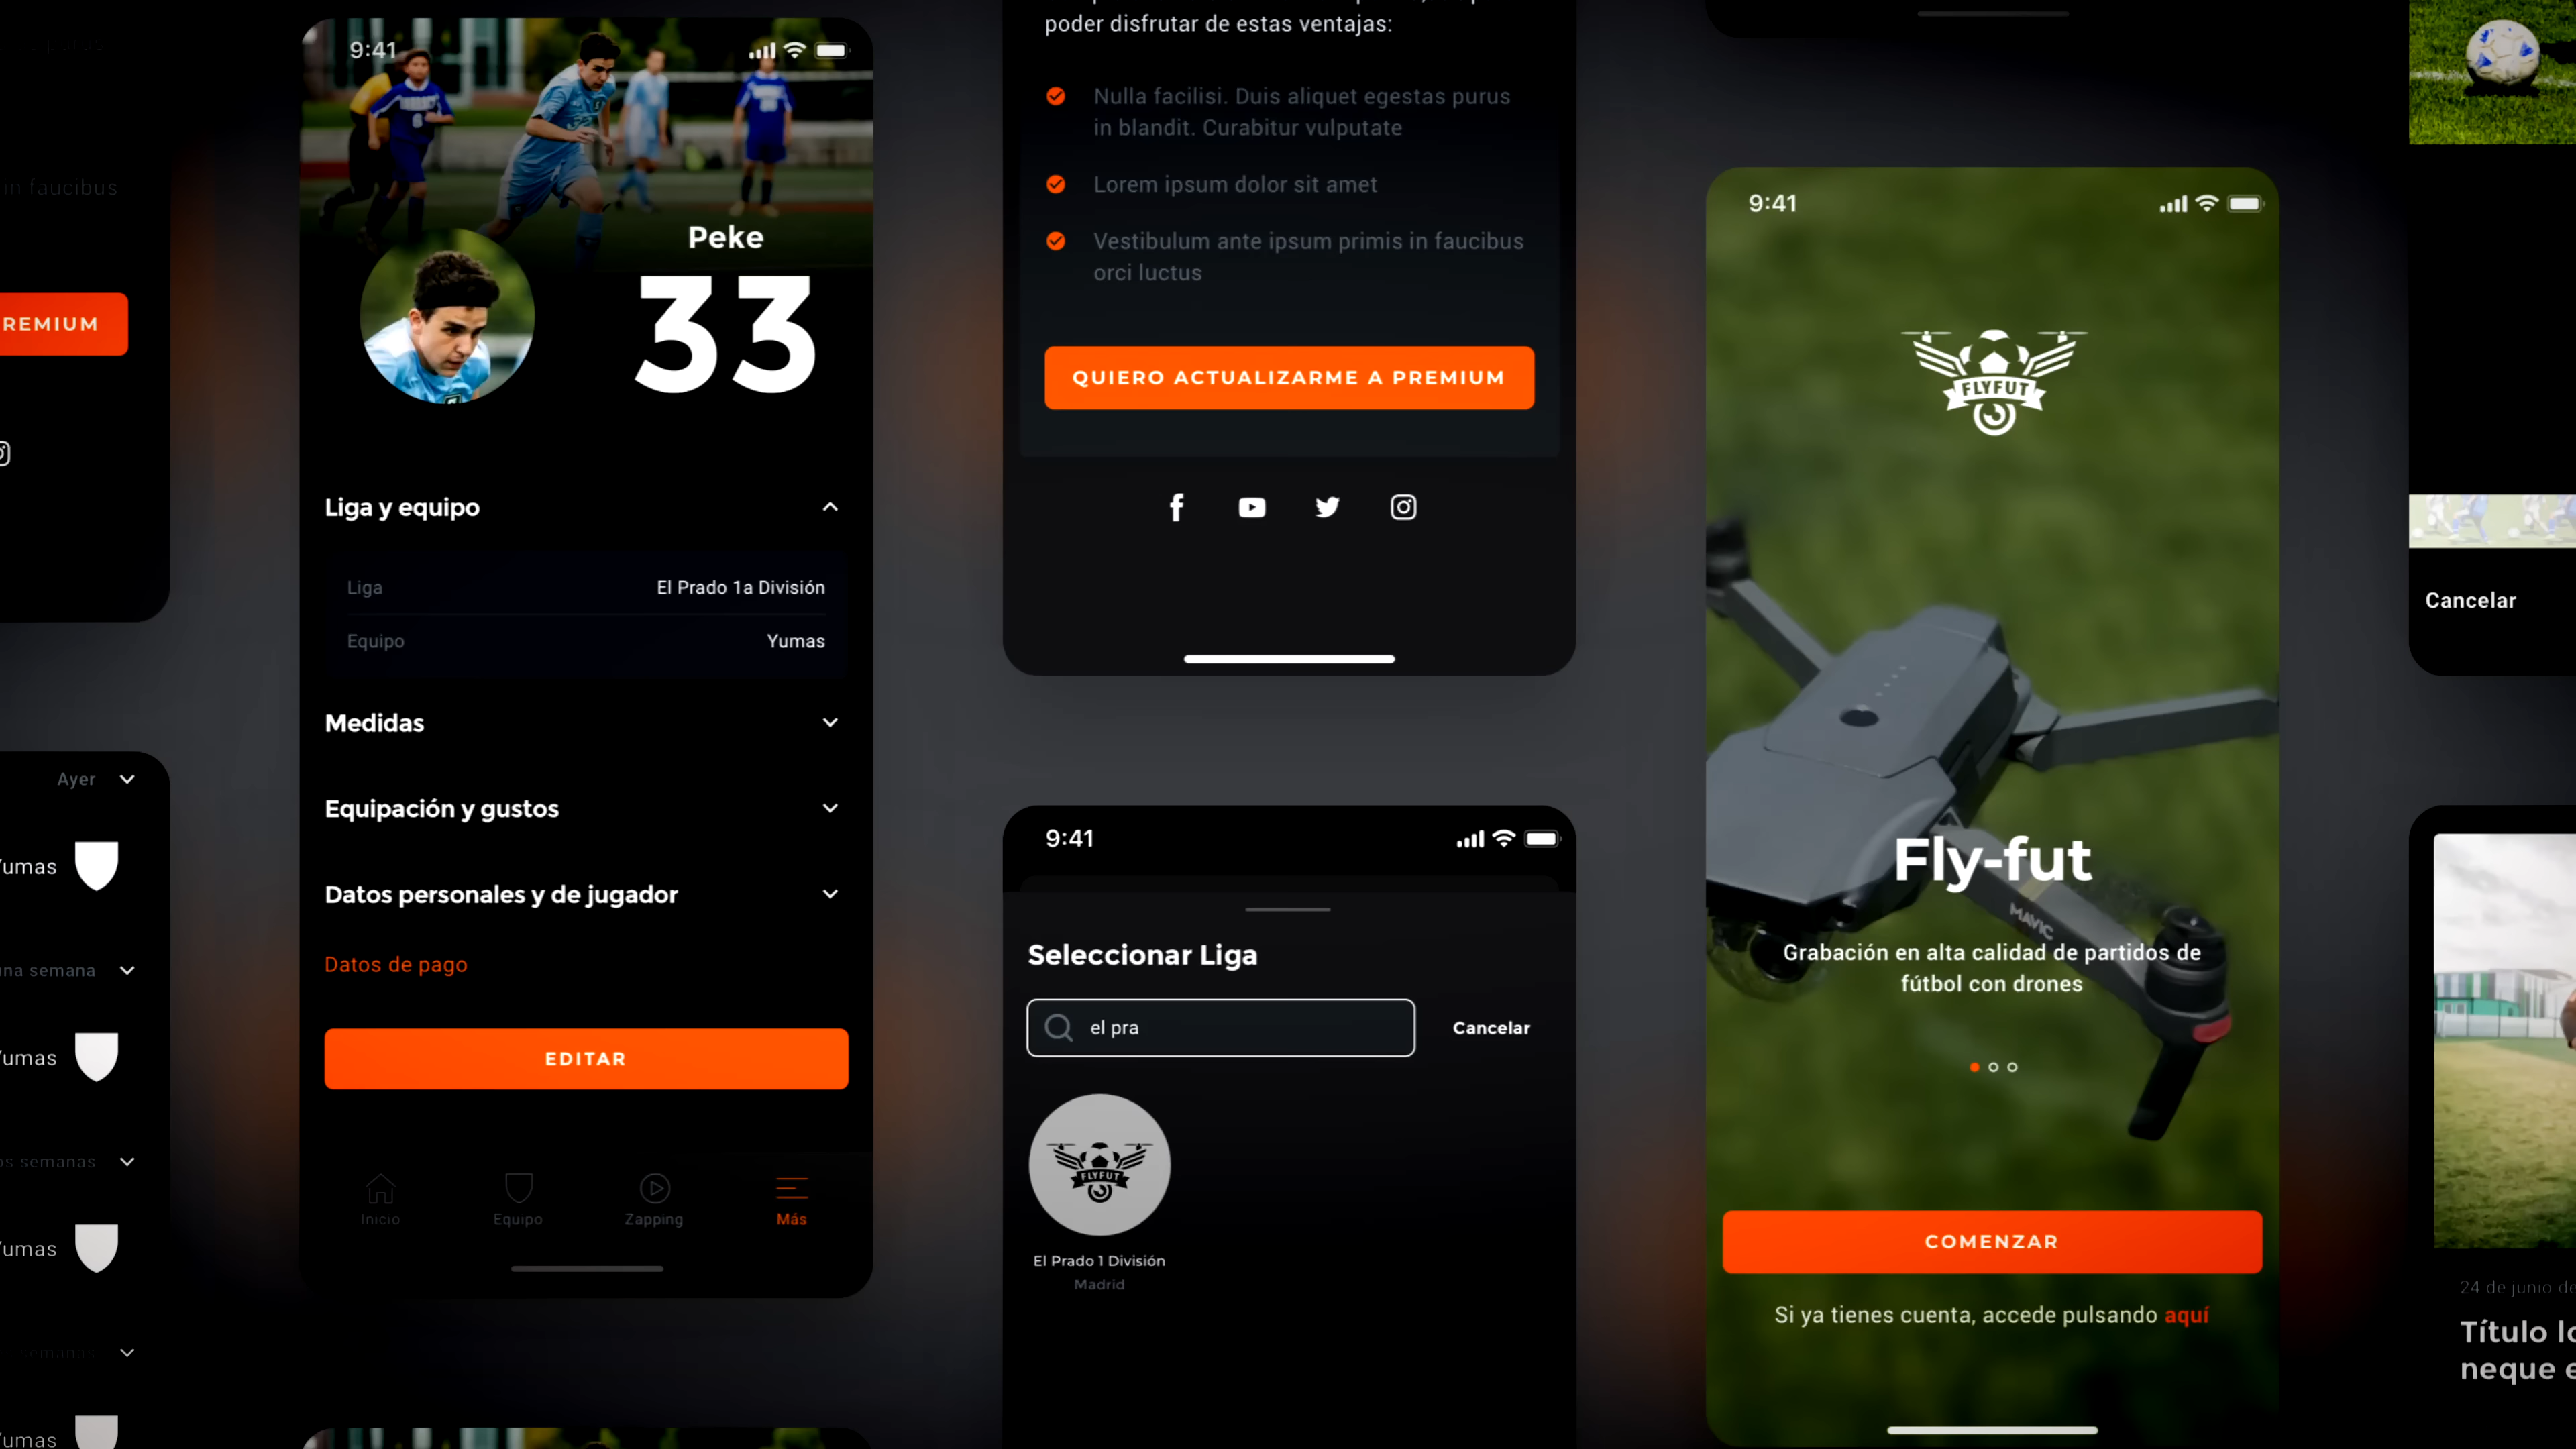 in faucibus
REMIUM
Ayer
umas
na semana
umas
os semanas
umas
semanas
umas
9:41
Peke
33
Liga y equipo
Liga
El Prado 1a División
Equipo
Yumas
Medidas
Equipación y gustos
Datos personales y de jugador
Datos de pago
EDITAR
Inicio
Equipo
Zapping
Más
poder disfrutar de estas ventajas:
Nulla facilisi. Duis aliquet egestas purus
in blandit. Curabitur vulputate
Lorem ipsum dolor sit amet
Vestibulum ante ipsum primis in faucibus
orci luctus
QUIERO ACTUALIZARME A PREMIUM
9:41
Seleccionar Liga
el pra
Cancelar
FLYFUT
El Prado 1 División
Madrid
9:41
FLYFUT
Fly-fut
MAVIC
Grabación en alta calidad de partidos de
fútbol con drones
COMENZAR
Si ya tienes cuenta, accede pulsando aquí
Cancelar
24 de junio de
Título lo
neque e